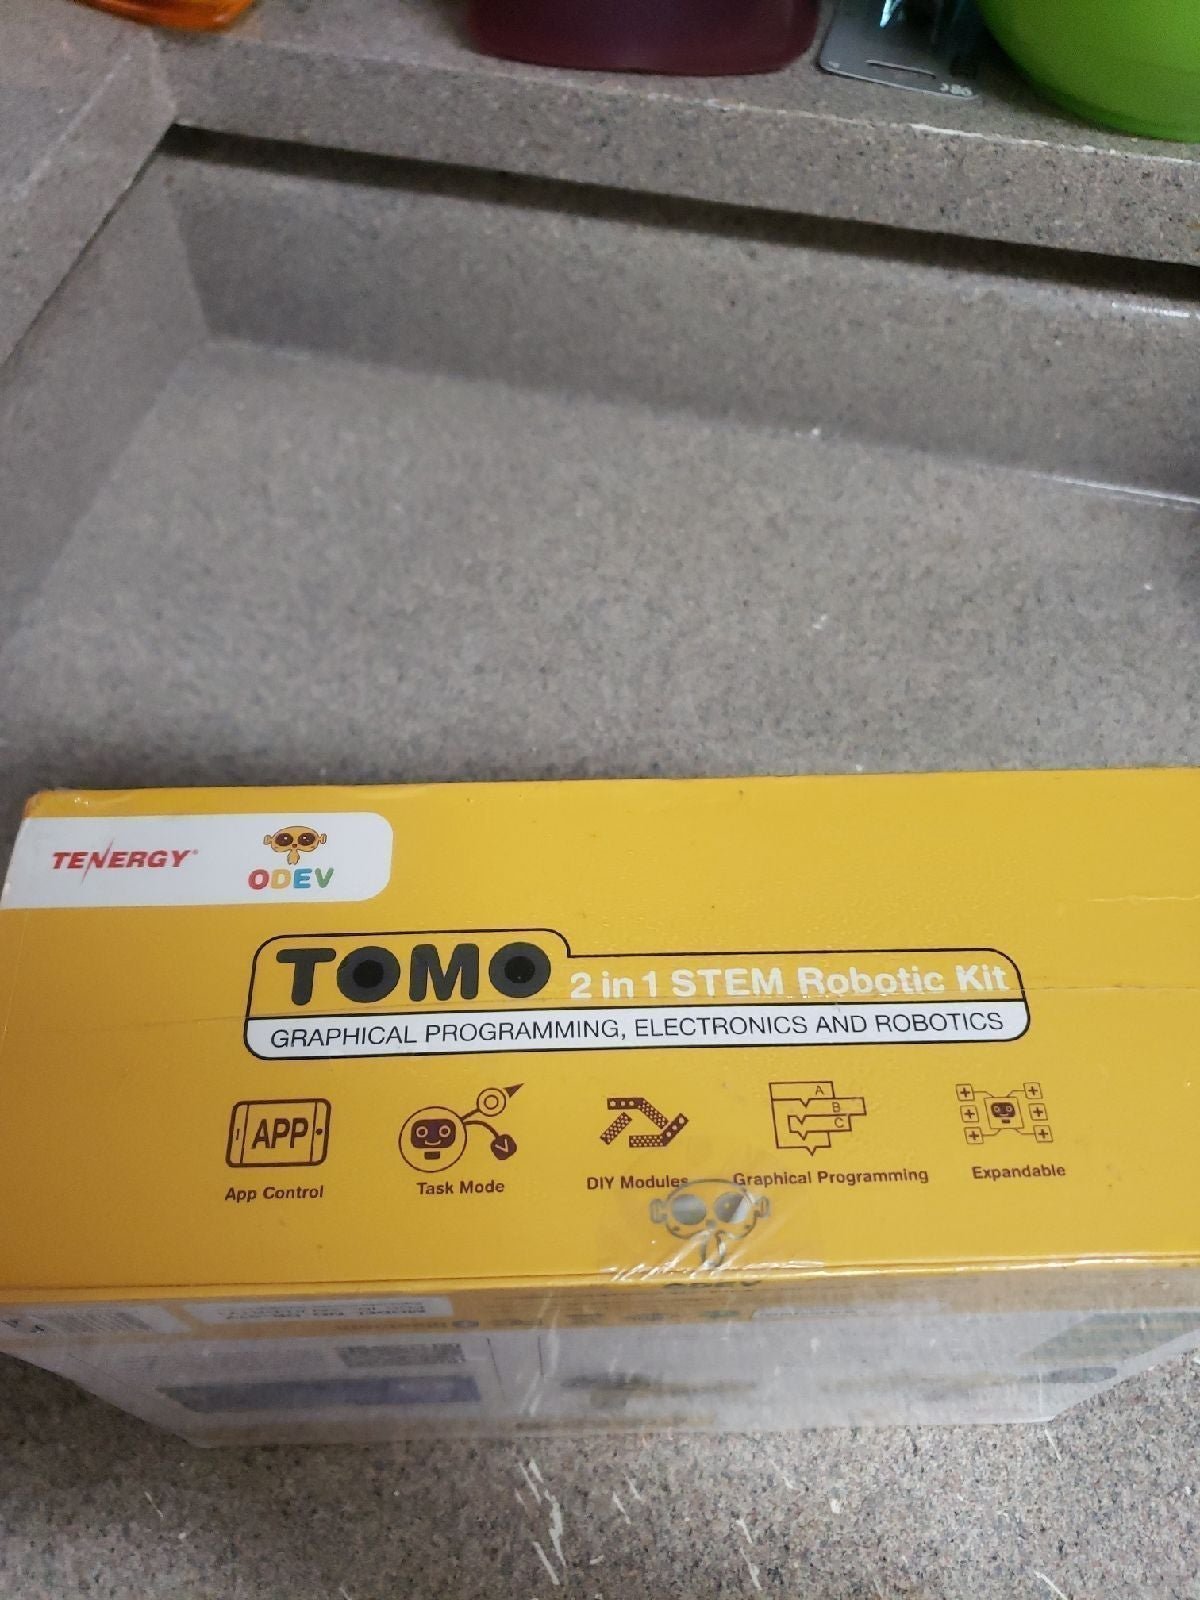 TENERGY®
ODEV
TOMO 2 in 1 STEM Robotic Kit
GRAPHICAL PROGRAMMING, ELECTRONICS AND ROBOTICS
APP
App Control
V
Task Mode
DIY Modules
A
B
C
Graphical Programming
Expandable